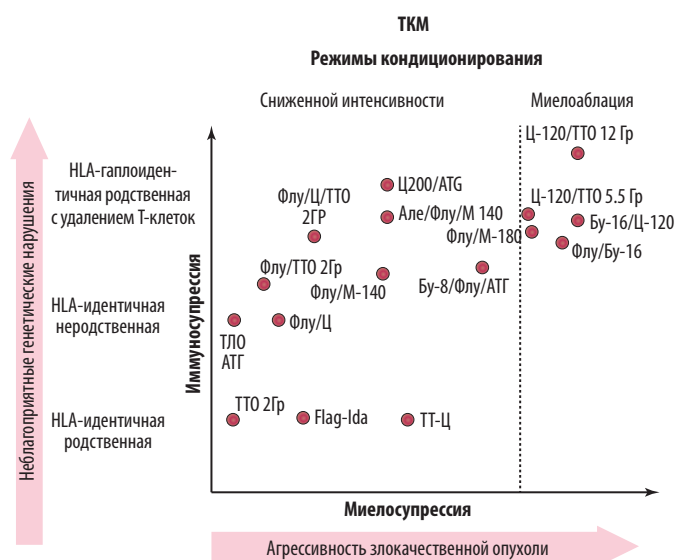 ТКМ
Режимы кондиционирования
Сниженной интенсивности
Миелоаблация
Ц-120/ТТО 12 Гр
HLA-гаплоиден-
тичная родственная
с удалением Т-клеток
Ц200/ATG
Флу/Ц/ТТО
2ГР
Але/Флу/М 140
Ц-120/ТТО 5.5 Гр
Бу-16/Ц-120
Флу/М-180
Флу/Бу-16
Флу/ТТО 2Гр
Флу/М-140
Бу-8/Флу/АТГ
HLA-идентичная
неродственная
Флу/Ц
ТЛО
АТГ
HLA-идентичная
родственная
ТТО 2Гр
Flag-Ida
ТТ-Ц
Неблагоприятные генетические нарушения
Иммуносупрессия
Миелосупрессия
Агрессивность злокачественной опухоли